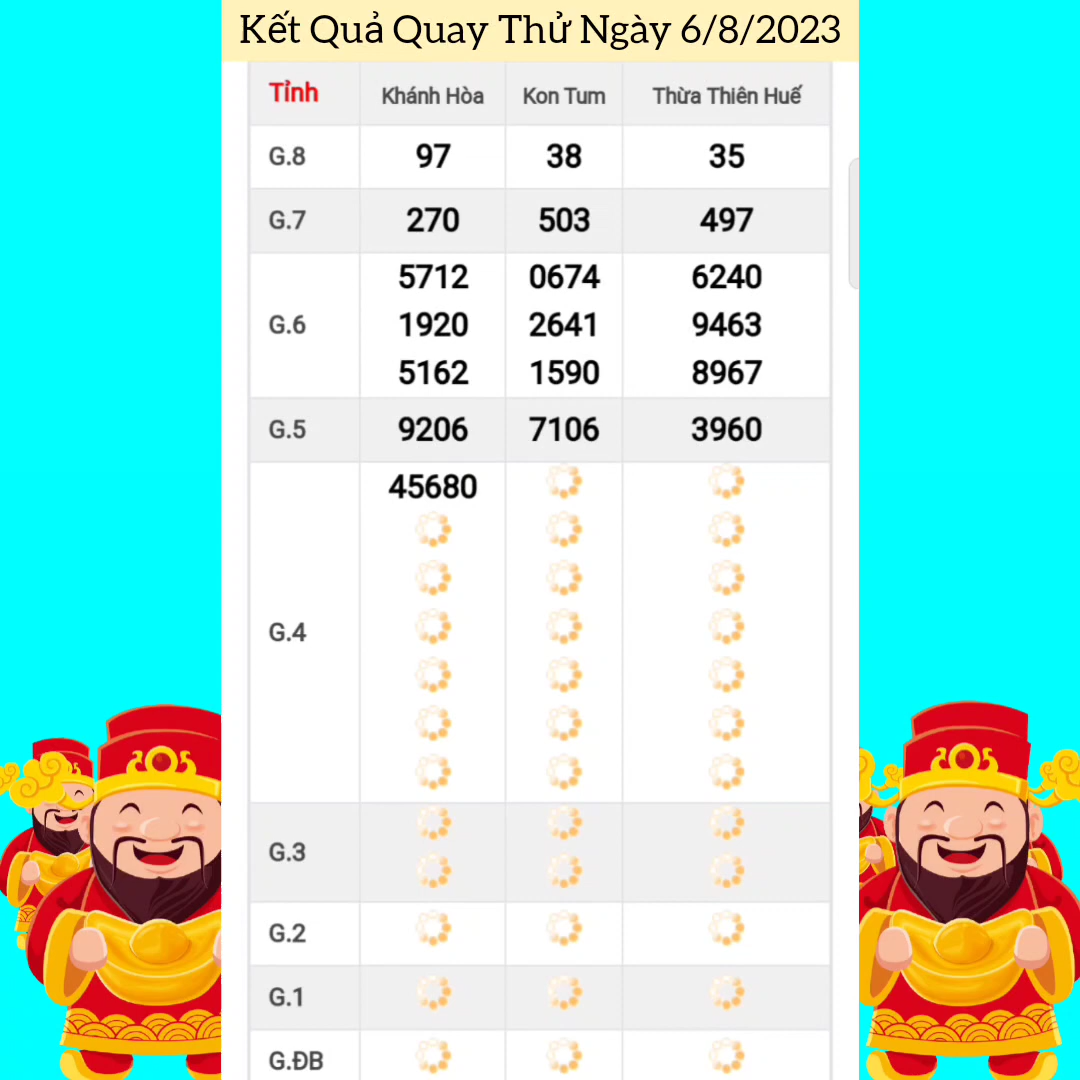 Kết Quả Quay Thử Ngày 6/8/2023
Tỉnh Khánh Hòa Kon Tum Thừa Thiên Huế
G.8 97 38 35
G.7 270 503 497
5712 0674 6240
G.6 1920 2641 9463
5162 1590 8967
G.5 9206 7106 3960
45680
G.4
G.3
G.2
G.1
G.ĐB